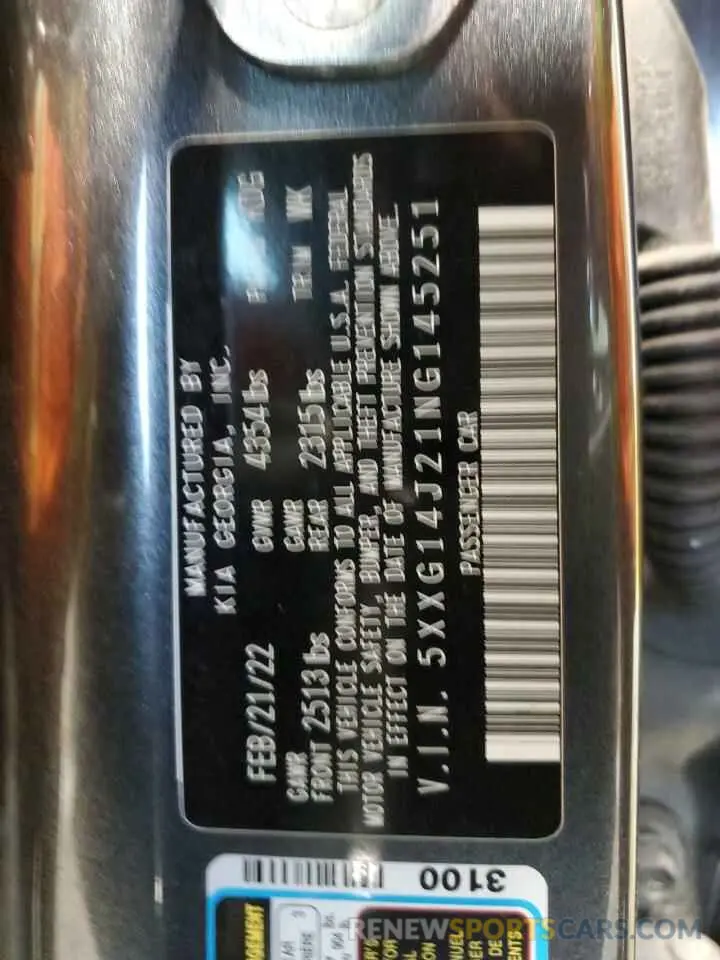 MANUFACTURED BY
KIA GEORGIA, INC.
FEB/21/22 GVWR 4354lbs
GAWR GAWR TRIM
FRONT 2513lbs REAR 2315lbs
THIS VEHICLE CONFORMS TO ALL APPLICABLE U.S.A. FEDERAL
MOTOR VEHICLE SAFETY, BUMPER, AND THEFT PREVENTION STANDARDS
IN EFFECT ON THE DATE OF MANUFACTURE SHOWN ABOVE.
V.I.N. 5XXG14J21NG145251
PASSENGER CAR
3100
RENEWSPORTSCARS.COM